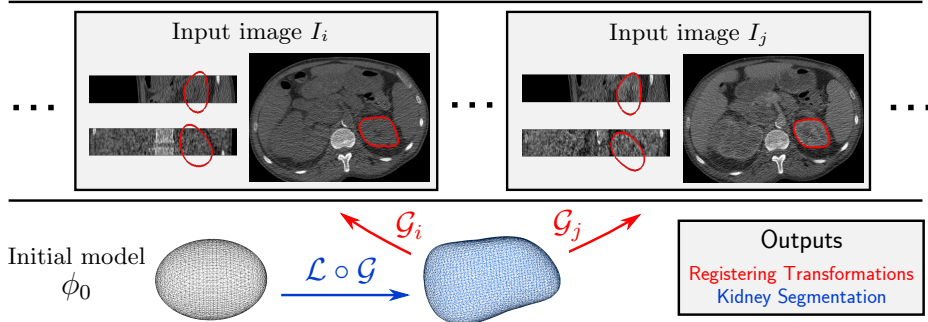 Input image I_i
Input image I_j
... ... ...
G_i
G_j
Initial model
ϕ_0
L ∘ G
Outputs
Registering Transformations
Kidney Segmentation